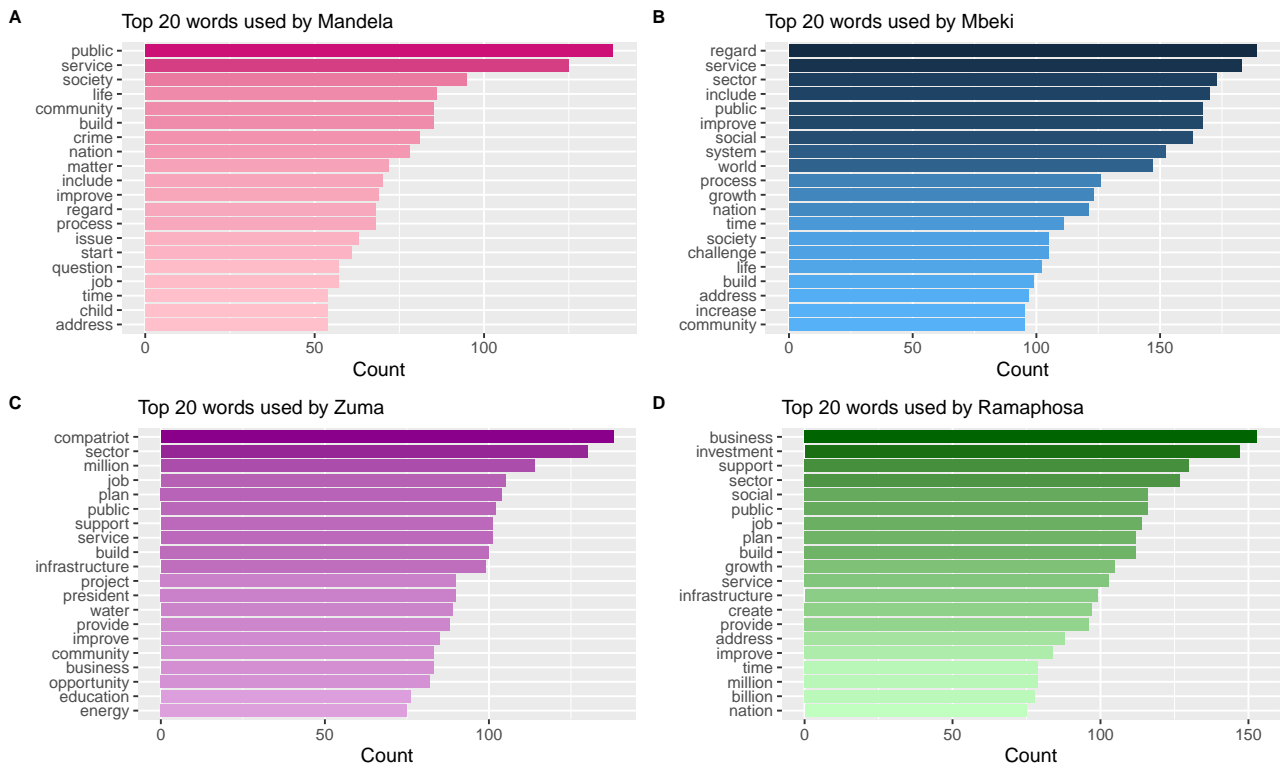 A
Top 20 words used by Mandela
public
service
society
life
community
build
crime
nation
matter
include
improve
regard
process
issue
start
question
job
time
child
address
0 50 100
Count
B
Top 20 words used by Mbeki
regard
service
sector
include
public
improve
social
system
world
process
growth
nation
time
society
challenge
life
build
address
increase
community
0 50 100 150
Count
C
Top 20 words used by Zuma
compatriot
sector
million
job
plan
public
support
service
build
infrastructure
project
president
water
provide
improve
community
business
opportunity
education
energy
0 50 100
Count
D
Top 20 words used by Ramaphosa
business
investment
support
sector
social
public
job
plan
build
growth
service
infrastructure
create
provide
address
improve
time
million
billion
nation
0 50 100 150
Count